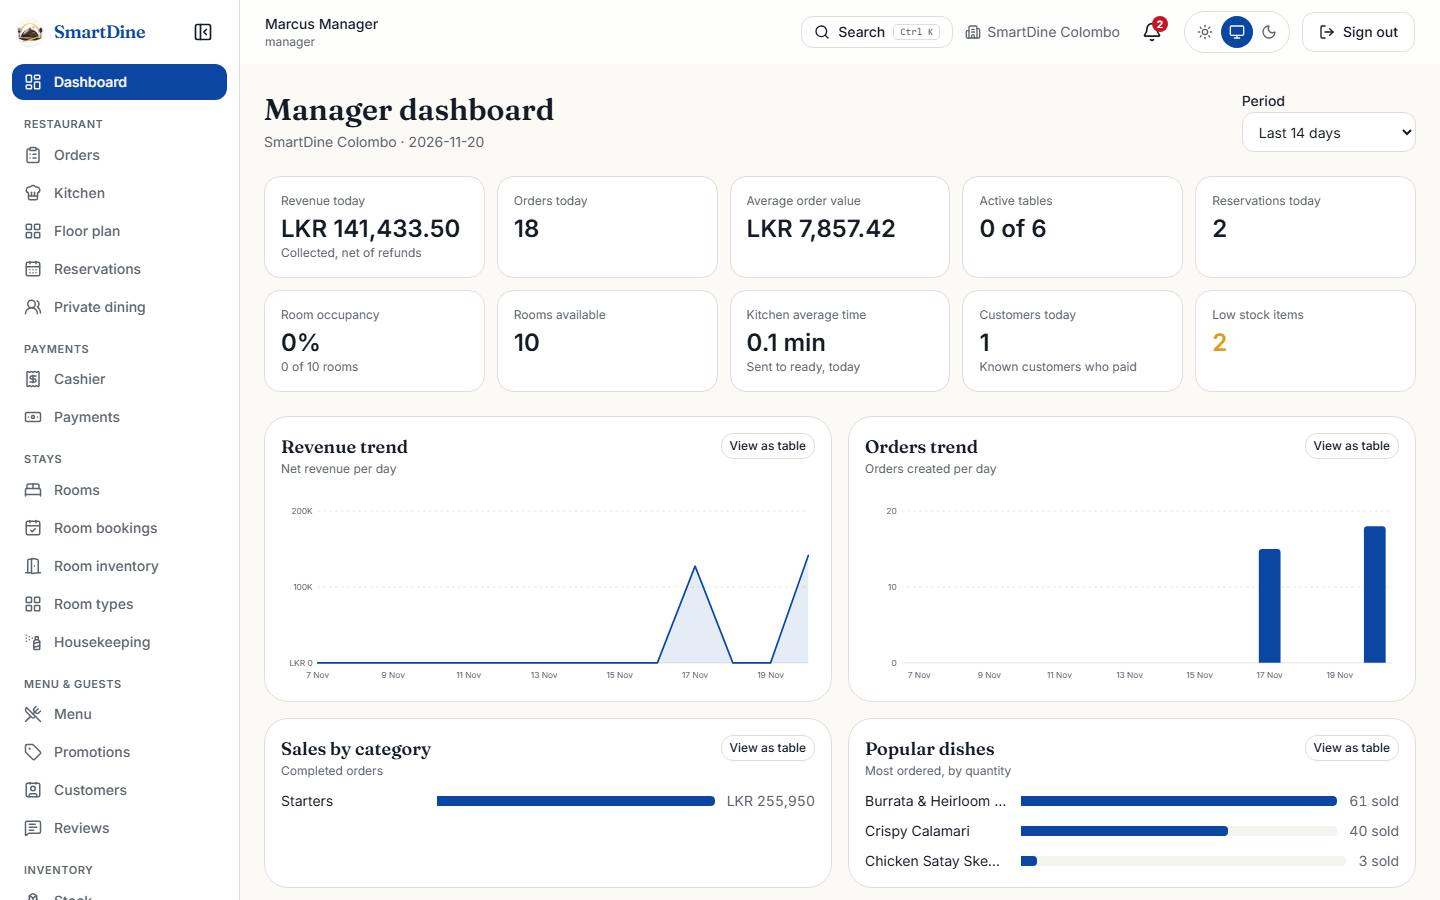 SmartDine
Dashboard
RESTAURANT
Orders
Kitchen
Floor plan
Reservations
Private dining
PAYMENTS
Cashier
Payments
STAYS
Rooms
Room bookings
Room inventory
Room types
Housekeeping
MENU & GUESTS
Menu
Promotions
Customers
Reviews
INVENTORY
Stock
Marcus Manager
manager
Search Ctrl K
SmartDine Colombo
2
Sign out
Manager dashboard
SmartDine Colombo · 2026-11-20
Period
Last 14 days
Revenue today
LKR 141,433.50
Collected, net of refunds
Orders today
18
Average order value
LKR 7,857.42
Active tables
0 of 6
Reservations today
2
Room occupancy
0%
0 of 10 rooms
Rooms available
10
Kitchen average time
0.1 min
Sent to ready, today
Customers today
1
Known customers who paid
Low stock items
2
Revenue trend
View as table
Net revenue per day
200K
100K
LKR 0
7 Nov 9 Nov 11 Nov 13 Nov 15 Nov 17 Nov 19 Nov
Orders trend
View as table
Orders created per day
20
10
0
7 Nov 9 Nov 11 Nov 13 Nov 15 Nov 17 Nov 19 Nov
Sales by category
View as table
Completed orders
Starters LKR 255,950
Popular dishes
View as table
Most ordered, by quantity
Burrata & Heirloom ... 61 sold
Crispy Calamari 40 sold
Chicken Satay Ske... 3 sold